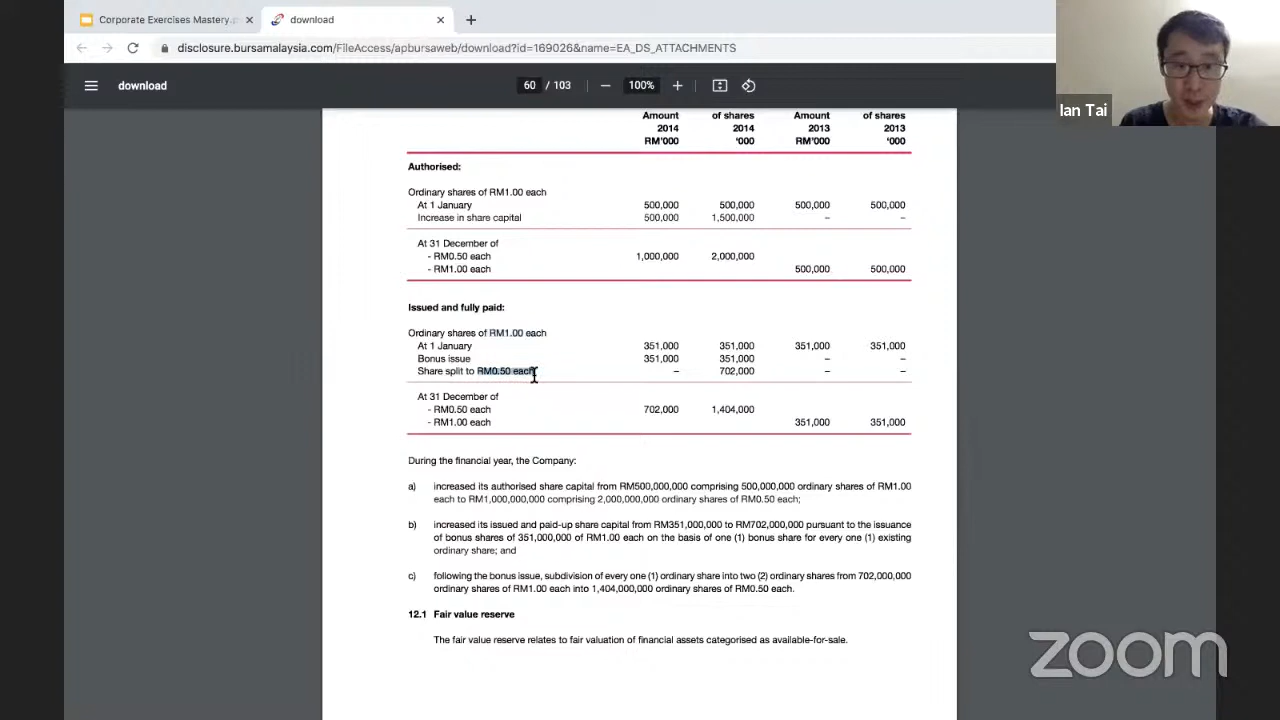 Corporate Exercises Mastery.p
download
disclosure.bursamalaysia.com/FileAccess/apbursaweb/download?id=169026&name=EA_DS_ATTACHMENTS
download
60 / 103
100%
Ian Tai
Amount of shares Amount of shares
2014 2014 2013 2013
RM'000 '000 RM'000 '000
Authorised:
Ordinary shares of RM1.00 each
At 1 January 500,000 500,000 500,000 500,000
Increase in share capital 500,000 1,500,000 – –
At 31 December of
- RM0.50 each 1,000,000 2,000,000
- RM1.00 each 500,000 500,000
Issued and fully paid:
Ordinary shares of RM1.00 each
At 1 January 351,000 351,000 351,000 351,000
Bonus issue 351,000 351,000 – –
Share split to RM0.50 each – 702,000 – –
At 31 December of
- RM0.50 each 702,000 1,404,000
- RM1.00 each 351,000 351,000
During the financial year, the Company:
a) increased its authorised share capital from RM500,000,000 comprising 500,000,000 ordinary shares of RM1.00
each to RM1,000,000,000 comprising 2,000,000,000 ordinary shares of RM0.50 each;
b) increased its issued and paid-up share capital from RM351,000,000 to RM702,000,000 pursuant to the issuance
of bonus shares of 351,000,000 of RM1.00 each on the basis of one (1) bonus share for every one (1) existing
ordinary share; and
c) following the bonus issue, subdivision of every one (1) ordinary share into two (2) ordinary shares from 702,000,000
ordinary shares of RM1.00 each into 1,404,000,000 ordinary shares of RM0.50 each.
12.1 Fair value reserve
The fair value reserve relates to fair valuation of financial assets categorised as available-for-sale.
zoom